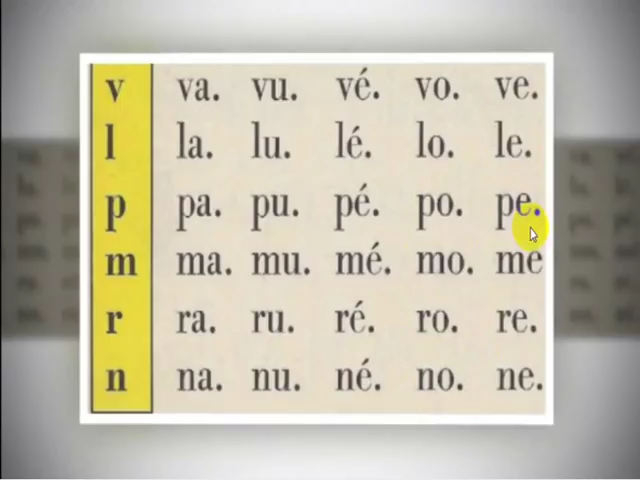 v va. vu. vé. vo. ve.
l la. lu. lé. lo. le.
p pa. pu. pé. po. pe.
m ma. mu. mé. mo. me
r ra. ru. ré. ro. re.
n na. nu. né. no. ne.